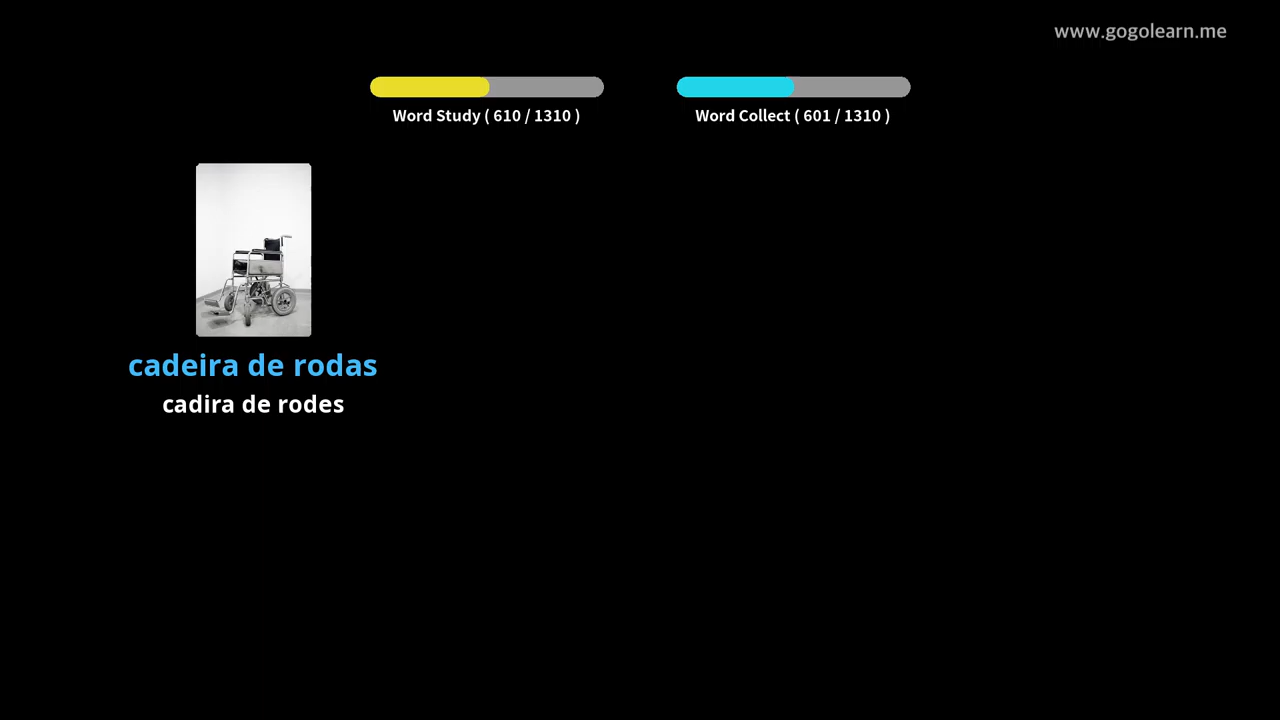 www.gogolearn.me
Word Study ( 610 / 1310 )
Word Collect ( 601 / 1310 )
cadeira de rodas
cadira de rodes